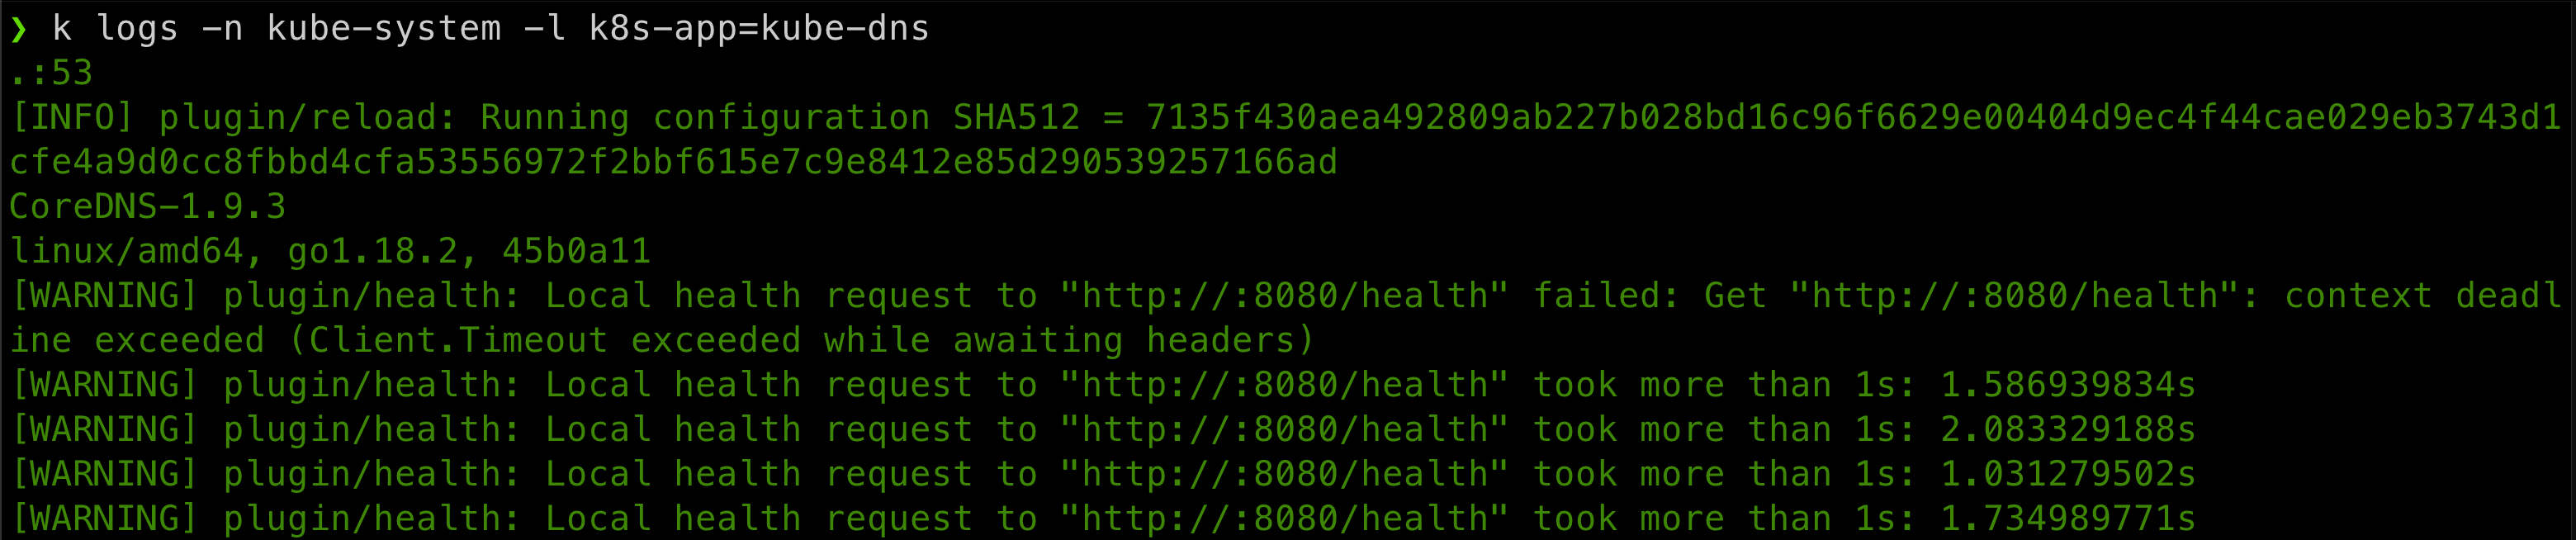 ❯ k logs -n kube-system -l k8s-app=kube-dns
.:53
[INFO] plugin/reload: Running configuration SHA512 = 7135f430aea492809ab227b028bd16c96f6629e00404d9ec4f44cae029eb3743d1
cfe4a9d0cc8fbbd4cfa53556972f2bbf615e7c9e8412e85d290539257166ad
CoreDNS-1.9.3
linux/amd64, go1.18.2, 45b0a11
[WARNING] plugin/health: Local health request to "http://:8080/health" failed: Get "http://:8080/health": context deadl
ine exceeded (Client.Timeout exceeded while awaiting headers)
[WARNING] plugin/health: Local health request to "http://:8080/health" took more than 1s: 1.586939834s
[WARNING] plugin/health: Local health request to "http://:8080/health" took more than 1s: 2.083329188s
[WARNING] plugin/health: Local health request to "http://:8080/health" took more than 1s: 1.031279502s
[WARNING] plugin/health: Local health request to "http://:8080/health" took more than 1s: 1.734989771s